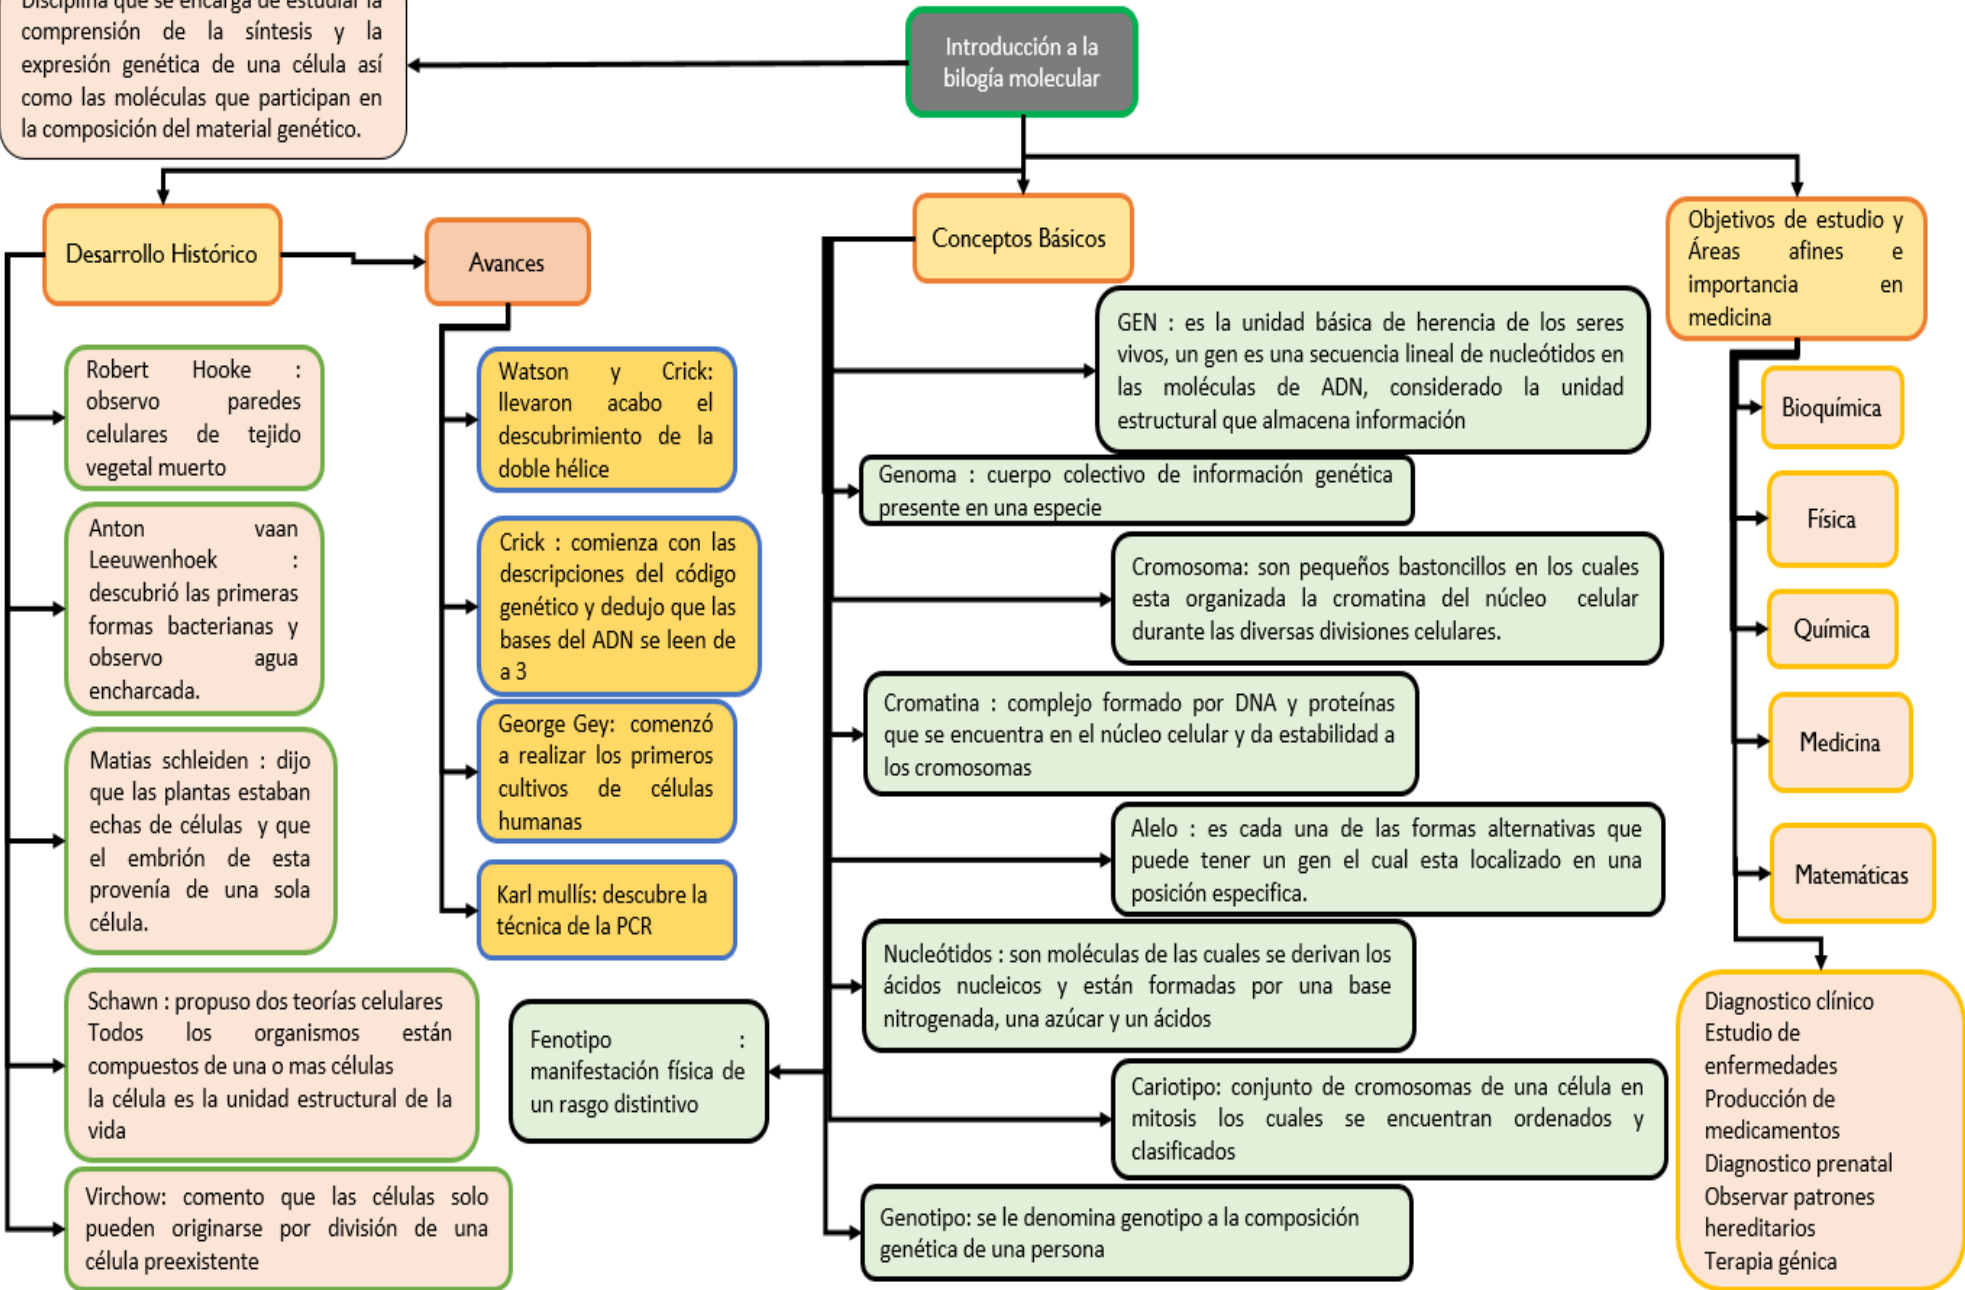 Disciplina que se encarga de estudiar la
comprensión de la síntesis y la
expresión genética de una célula así
como las moléculas que participan en
la composición del material genético.
Introducción a la
bilogía molecular
Desarrollo Histórico
Robert Hooke :
observo paredes
celulares de tejido
vegetal muerto
Anton vaan
Leeuwenhoek :
descubrió las primeras
formas bacterianas y
observo agua
encharcada.
Matias schleiden : dijo
que las plantas estaban
echas de células y que
el embrión de esta
provenía de una sola
célula.
Schawn : propuso dos teorías celulares
Todos los organismos están
compuestos de una o mas células
la célula es la unidad estructural de la
vida
Virchow: comento que las células solo
pueden originarse por división de una
célula preexistente
Avances
Watson y Crick:
llevaron acabo el
descubrimiento de la
doble hélice
Crick : comienza con las
descripciones del código
genético y dedujo que las
bases del ADN se leen de
a 3
George Gey: comenzó
a realizar los primeros
cultivos de células
humanas
Karl mullís: descubre la
técnica de la PCR
Conceptos Básicos
GEN : es la unidad básica de herencia de los seres
vivos, un gen es una secuencia lineal de nucleótidos en
las moléculas de ADN, considerado la unidad
estructural que almacena información
Genoma : cuerpo colectivo de información genética
presente en una especie
Cromosoma: son pequeños bastoncillos en los cuales
esta organizada la cromatina del núcleo celular
durante las diversas divisiones celulares.
Cromatina : complejo formado por DNA y proteínas
que se encuentra en el núcleo celular y da estabilidad a
los cromosomas
Alelo : es cada una de las formas alternativas que
puede tener un gen el cual esta localizado en una
posición especifica.
Nucleótidos : son moléculas de las cuales se derivan los
ácidos nucleicos y están formadas por una base
nitrogenada, una azúcar y un ácidos
Fenotipo :
manifestación física de
un rasgo distintivo
Cariotipo: conjunto de cromosomas de una célula en
mitosis los cuales se encuentran ordenados y
clasificados
Genotipo: se le denomina genotipo a la composición
genética de una persona
Objetivos de estudio y
Áreas afines e
importancia en
medicina
Bioquímica
Física
Química
Medicina
Matemáticas
Diagnostico clínico
Estudio de
enfermedades
Producción de
medicamentos
Diagnostico prenatal
Observar patrones
hereditarios
Terapia génica